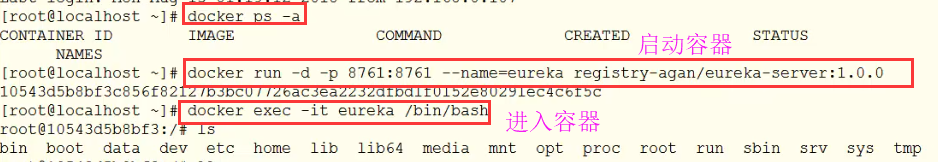 [root@localhost ~]# docker ps -a
CONTAINER ID IMAGE COMMAND CREATED STATUS
NAMES
启动容器
[root@localhost ~]# docker run -d -p 8761:8761 --name=eureka registry-agan/eureka-server:1.0.0
10543d5b8bf3c856f82127b3bc07726ac3ea2232dfbd1f0152e80291ec4c6f5c
[root@localhost ~]# docker exec -it eureka /bin/bash
进入容器
root@10543d5b8bf3:/# ls
bin boot data dev etc home lib lib64 media mnt opt proc root run sbin srv sys tmp